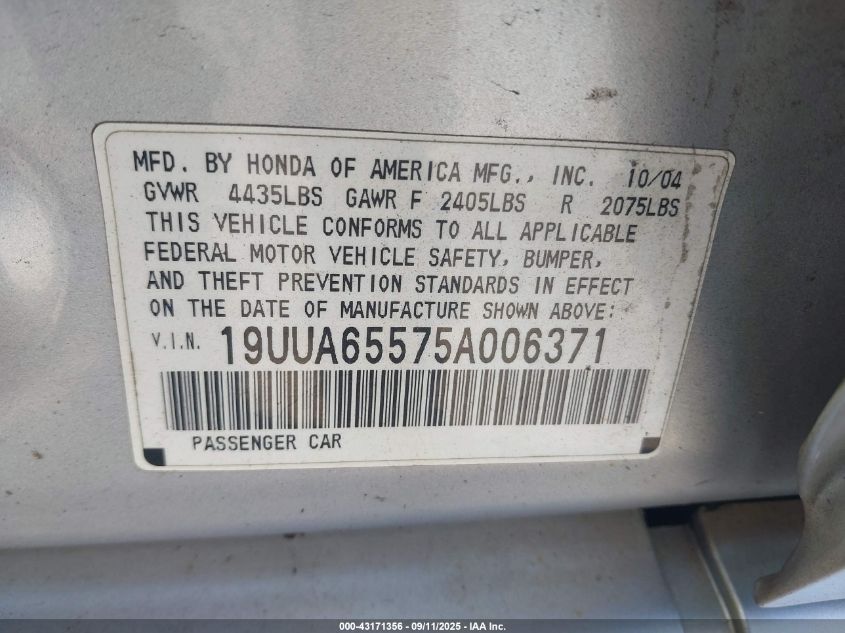 MFD. BY HONDA OF AMERICA MFG., INC. 10/04
GVWR 4435LBS GAWR F 2405LBS R 2075LBS
THIS VEHICLE CONFORMS TO ALL APPLICABLE
FEDERAL MOTOR VEHICLE SAFETY, BUMPER,
AND THEFT PREVENTION STANDARDS IN EFFECT
ON THE DATE OF MANUFACTURE SHOWN ABOVE:
V.I.N. 19UUA65575A006371
PASSENGER CAR
000-43171356 - 09/11/2025 - IAA Inc.